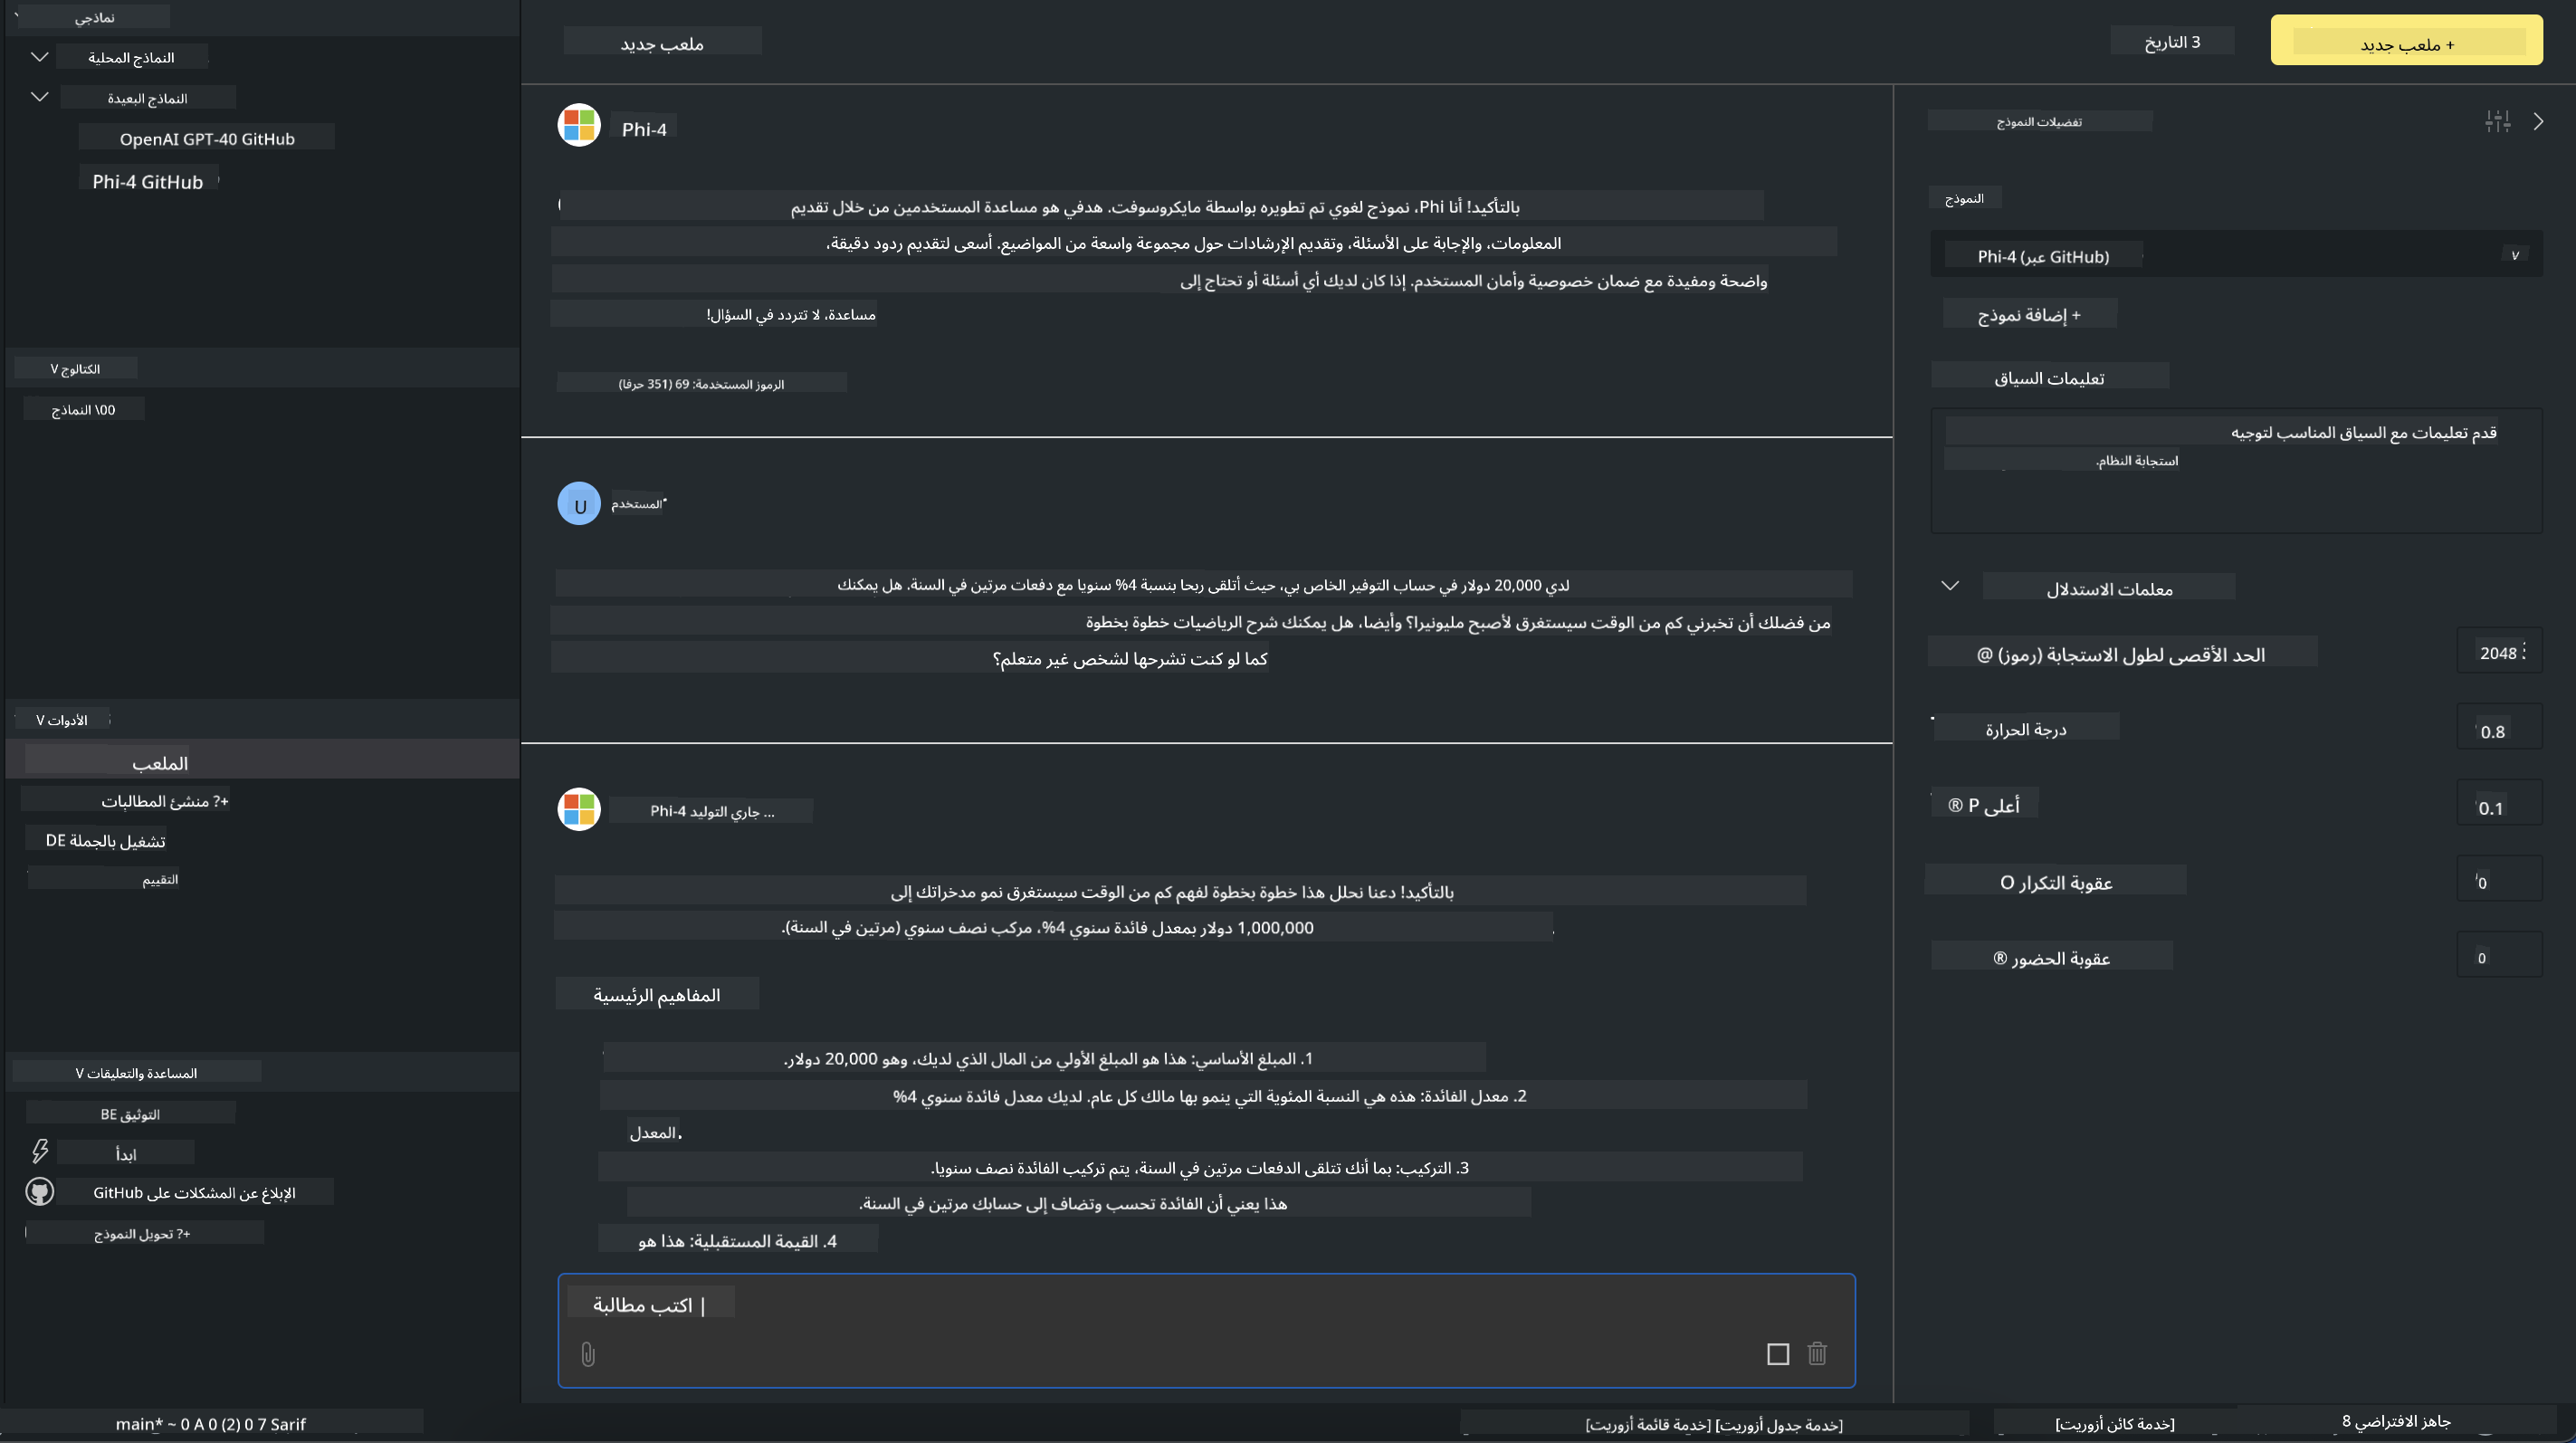 نماذجي
النماذج المحلية
النماذج البعيدة
OpenAI GPT-40 GitHub
Phi-4 GitHub
الكتالوج V
00\ النماذج
الأدوات V
الملعب
+? منشئ المطالبات
تشغيل بالجملة DE
التقييم
المساعدة والتعليقات V
التوثيق BE
ابدأ
الإبلاغ عن المشكلات على GitHub
+? تحويل النموذج
ملعب جديد
3 التاريخ
+ ملعب جديد
Phi-4
بالتأكيد! أنا Phi، نموذج لغوي تم تطويره بواسطة مايكروسوفت. هدفي هو مساعدة المستخدمين من خلال تقديم
المعلومات، والإجابة على الأسئلة، وتقديم الإرشادات حول مجموعة واسعة من المواضيع. أسعى لتقديم ردود دقيقة،
واضحة ومفيدة مع ضمان خصوصية وأمان المستخدم. إذا كان لديك أي أسئلة أو تحتاج إلى
مساعدة، لا تتردد في السؤال!
الرموز المستخدمة: 69 (351 حرفا)
U
المستخدم
لدي 20,000 دولار في حساب التوفير الخاص بي، حيث أتلقى ربحا بنسبة 4% سنويا مع دفعات مرتين في السنة. هل يمكنك
من فضلك أن تخبرني كم من الوقت سيستغرق لأصبح مليونيرا؟ وأيضا، هل يمكنك شرح الرياضيات خطوة بخطوة
كما لو كنت تشرحها لشخص غير متعلم؟
Phi-4 جاري التوليد ...
بالتأكيد! دعنا نحلل هذا خطوة بخطوة لفهم كم من الوقت سيستغرق نمو مدخراتك إلى
1,000,000 دولار بمعدل فائدة سنوي 4%، مركب نصف سنوي (مرتين في السنة).
المفاهيم الرئيسية
1. المبلغ الأساسي: هذا هو المبلغ الأولي من المال الذي لديك، وهو 20,000 دولار.
2. معدل الفائدة: هذه هي النسبة المئوية التي ينمو بها مالك كل عام. لديك معدل فائدة سنوي 4%
المعدل.
3. التركيب: بما أنك تتلقى الدفعات مرتين في السنة، يتم تركيب الفائدة نصف سنويا.
هذا يعني أن الفائدة تحسب وتضاف إلى حسابك مرتين في السنة.
4. القيمة المستقبلية: هذا هو
اكتب مطالبة |
تفضيلات النموذج
النموذج
Phi-4 (عبر GitHub)
v
+ إضافة نموذج
تعليمات السياق
قدم تعليمات مع السياق المناسب لتوجيه
استجابة النظام.
معلمات الاستدلال
الحد الأقصى لطول الاستجابة (رموز) @
2048
درجة الحرارة
0.8
أعلى P ®
0.1
عقوبة التكرار O
0
عقوبة الحضور ®
0
main* ~ 0 A 0 (2) 0 7 Sarif
[خدمة جدول أزوريت] [خدمة قائمة أزوريت]
[خدمة كائن أزوريت]
جاهز الافتراضي 8